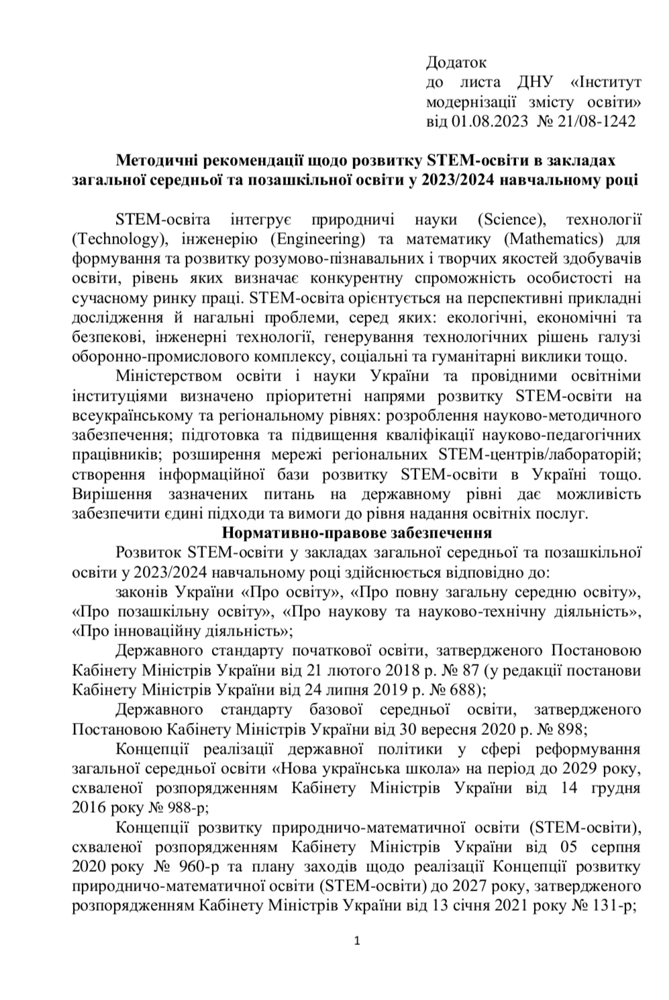 Додаток
до листа ДНУ «Інститут
модернізації змісту освіти»
від 01.08.2023 № 21/08-1242
Методичні рекомендації щодо розвитку STEM-освіти в закладах
загальної середньої та позашкільної освіти у 2023/2024 навчальному році
STEM-освіта інтегрує природничі науки (Science), технології
(Technology), інженерію (Engineering) та математику (Mathematics) для
формування та розвитку розумово-пізнавальних і творчих якостей здобувачів
освіти, рівень яких визначає конкурентну спроможність особистості на
сучасному ринку праці. STEM-освіта орієнтується на перспективні прикладні
дослідження й нагальні проблеми, серед яких: екологічні, економічні та
безпекові, інженерні технології, генерування технологічних рішень галузі
оборонно-промислового комплексу, соціальні та гуманітарні виклики тощо.
Міністерством освіти і науки України та провідними освітніми
інституціями визначено пріоритетні напрями розвитку STEM-освіти на
всеукраїнському та регіональному рівнях: розроблення науково-методичного
забезпечення; підготовка та підвищення кваліфікації науково-педагогічних
працівників; розширення мережі регіональних STEM-центрів/лабораторій;
створення інформаційної бази розвитку STEM-освіти в Україні тощо.
Вирішення зазначених питань на державному рівні дає можливість
забезпечити єдині підходи та вимоги до рівня надання освітніх послуг.
Нормативно-правове забезпечення
Розвиток STEM-освіти у закладах загальної середньої та позашкільної
освіти у 2023/2024 навчальному році здійснюється відповідно до:
законів України «Про освіту», «Про повну загальну середню освіту»,
«Про позашкільну освіту», «Про наукову та науково-технічну діяльність»,
«Про інноваційну діяльність»;
Державного стандарту початкової освіти, затвердженого Постановою
Кабінету Міністрів України від 21 лютого 2018 р. № 87 (у редакції постанови
Кабінету Міністрів України від 24 липня 2019 р. № 688);
Державного стандарту базової середньої освіти, затвердженого
Постановою Кабінету Міністрів України від 30 вересня 2020 р. № 898;
Концепції реалізації державної політики у сфері реформування
загальної середньої освіти «Нова українська школа» на період до 2029 року,
схваленої розпорядженням Кабінету Міністрів України від 14 грудня
2016 року № 988-р;
Концепції розвитку природничо-математичної освіти (STEM-освіти),
схваленої розпорядженням Кабінету Міністрів України від 05 серпня
2020 року № 960-р та плану заходів щодо реалізації Концепції розвитку
природничо-математичної освіти (STEM-освіти) до 2027 року, затвердженого
розпорядженням Кабінету Міністрів України від 13 січня 2021 року № 131-р;
1